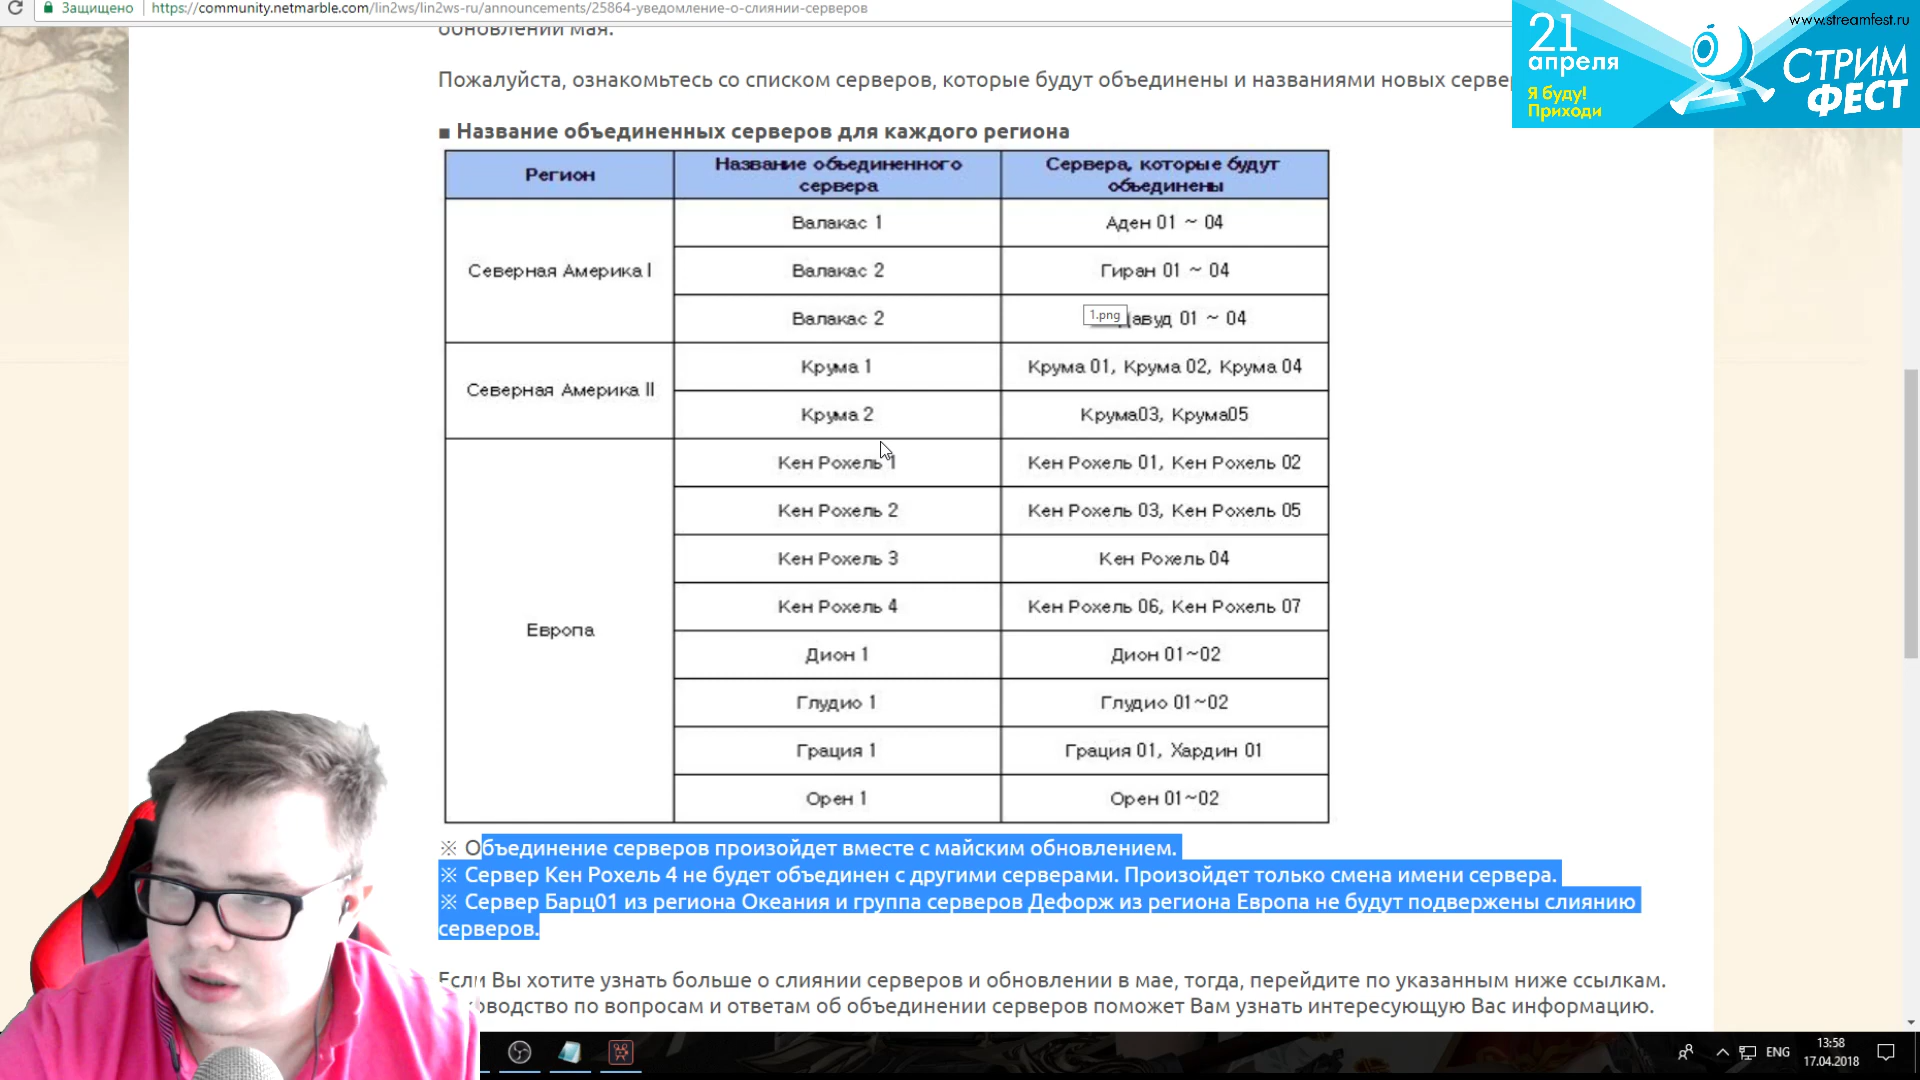 Защищено
https://community.netmarble.com/lin2ws/lin2ws-ru/announcements/25864-уведомление-о-слиянии-серверов
обновлении мая.
www.streamfest.ru
21
апреля
Я буду!
Приходи
СТРИМ
ФЕСТ
Пожалуйста, ознакомьтесь со списком серверов, которые будут объединены и названиями новых
■ Название объединенных серверов для каждого региона
Регион
Название объединенного сервера
Сервера, которые будут объединены
Северная Америка I
Валакас 1
Аден 01 ~ 04
Валакас 2
Гиран 01 ~ 04
Валакас 2
01 ~ 04
1.png
Северная Америка II
Крума 1
Крума 01, Крума 02, Крума 04
Крума 2
Крума03, Крума05
Европа
Кен Рохель 1
Кен Рохель 01, Кен Рохель 02
Кен Рохель 2
Кен Рохель 03, Кен Рохель 05
Кен Рохель 3
Кен Рохель 04
Кен Рохель 4
Кен Рохель 06, Кен Рохель 07
Дион 1
Дион 01~02
Глудио 1
Глудио 01~02
Грация 1
Грация 01, Хардин 01
Орен 1
Орен 01~02
※ Объединение серверов произойдет вместе с майским обновлением.
※ Сервер Кен Рохель 4 не будет объединен с другими серверами. Произойдет только смена имени сервера.
※ Сервер Барц01 из региона Океания и группа серверов Дефорж из региона Европа не будут подвержены слиянию
серверов.
Если Вы хотите узнать больше о слиянии серверов и обновлении в мае, тогда, перейдите по указанным ниже ссылкам.
по вопросам и ответам об объединении серверов поможет Вам узнать интересующую Вас информацию.
ENG
13:58
17.04.2018